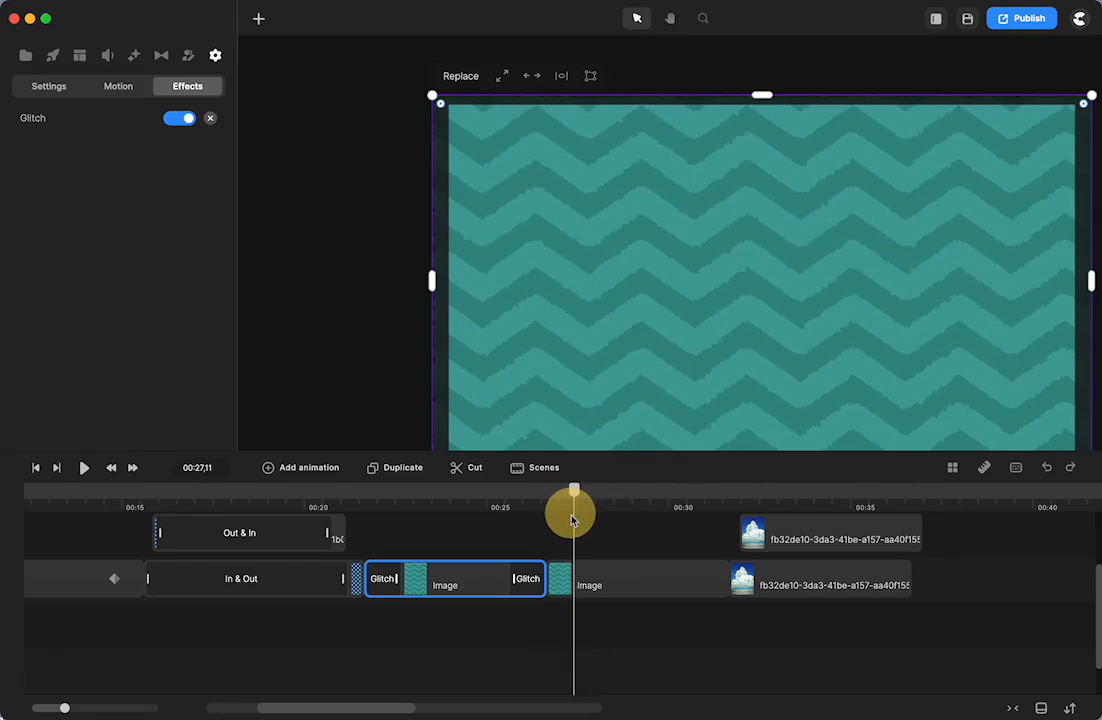 Publish
Replace
Settings
Motion
Effects
Glitch
00:27,11
Add animation
Duplicate
Cut
Scenes
00:15
00:20
00:25
00:30
00:35
00:40
Out & In
fb32de10-3da3-41be-a157-aa40f155
In & Out
Glitch
Image
Glitch
Image
fb32de10-3da3-41be-a157-aa40f155